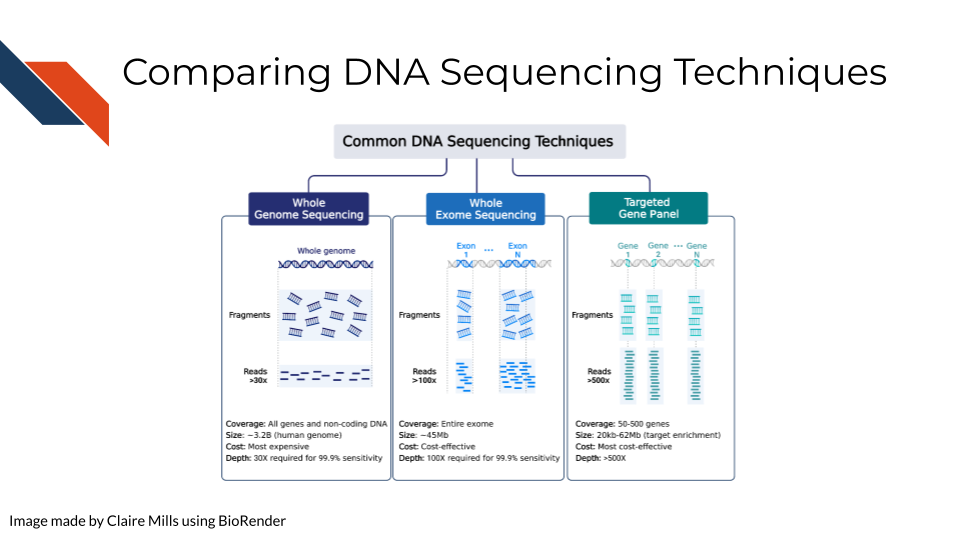 Comparing DNA Sequencing Techniques
Common DNA Sequencing Techniques
Whole
Genome Sequencing
Whole genome
Fragments
Reads
>30x
Coverage: All genes and non-coding DNA
Size: ~3.2B (human genome)
Cost: Most expensive
Depth: 30X required for 99.9% sensitivity
Whole
Exome Sequencing
Exon ... Exon
1 N
Fragments
Reads
>100x
Coverage: Entire exome
Size: ~45Mb
Cost: Cost-effective
Depth: 100X required for 99.9% sensitivity
Targeted
Gene Panel
Gene Gene ... Gene
1 2 N
Fragments
Reads
>500x
Coverage: 50-500 genes
Size: 20kb-62Mb (target enrichment)
Cost: Most cost-effective
Depth: >500X
Image made by Claire Mills using BioRender